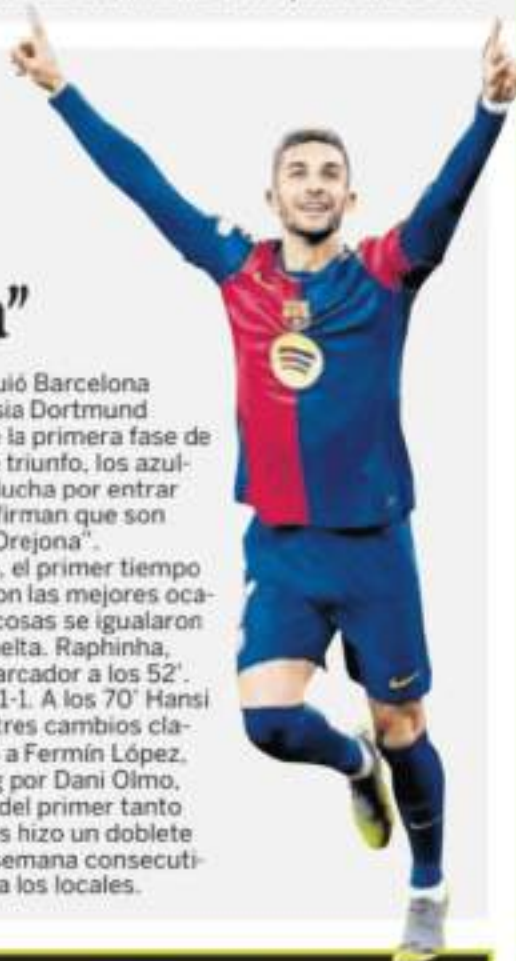 a”
uió Barcelona
sia Dortmund
e la primera fase de
e triunfo, los azul-
lucha por entrar
firman que son
Orejona”.
, el primer tiempo
on las mejores oca-
cosas se igualaron
elta. Raphinha,
arcador a los 52’.
1-1. A los 70’ Hansi
tres cambios cla-
a Fermín López,
g por Dani Olmo,
del primer tanto
s hizo un doblete
semana consecuti-
a los locales.